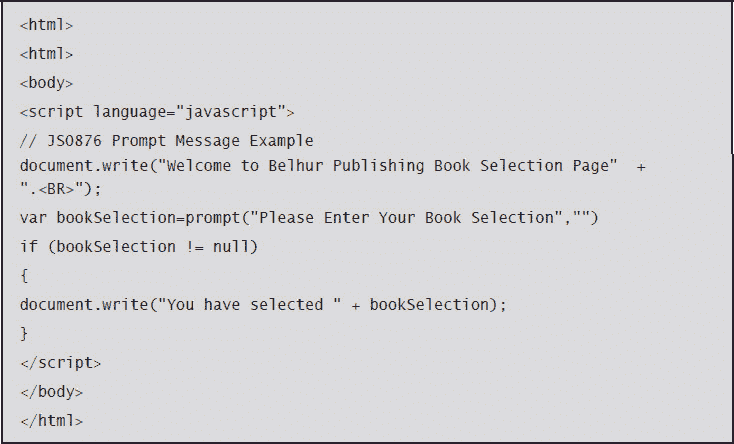 <html>
<html>
<body>
<script language="javascript">
// JS0876 Prompt Message Example
document.write("Welcome to Belhur Publishing Book Selection Page"  +
".<BR>");
var bookSelection=prompt("Please Enter Your Book Selection","")
if (bookSelection != null)
{
document.write("You have selected " + bookSelection);
}
</script>
</body>
</html>